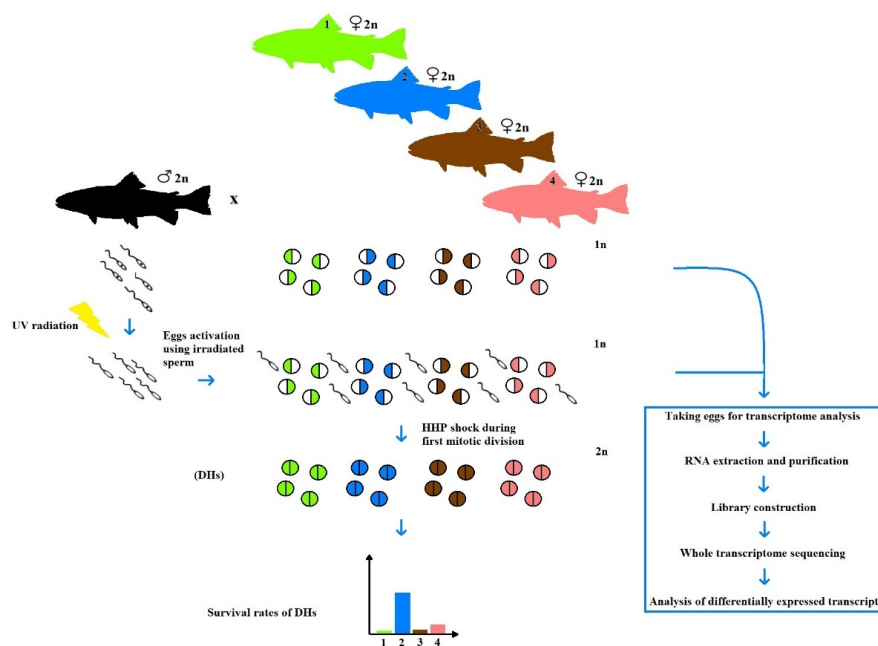 1 ♀ 2n
2 ♀ 2n
3 ♀ 2n
♂ 2n
X
4 ♀ 2n
1n
UV radiation
Eggs activation
using irradiated
sperm
1n
HHP shock during
first mitotic division
2n
(DHs)
Taking eggs for transcriptome analysis
RNA extraction and purification
Library construction
Whole transcriptome sequencing
Analysis of differentially expressed transcript
Survival rates of DHs
1 2 3 4